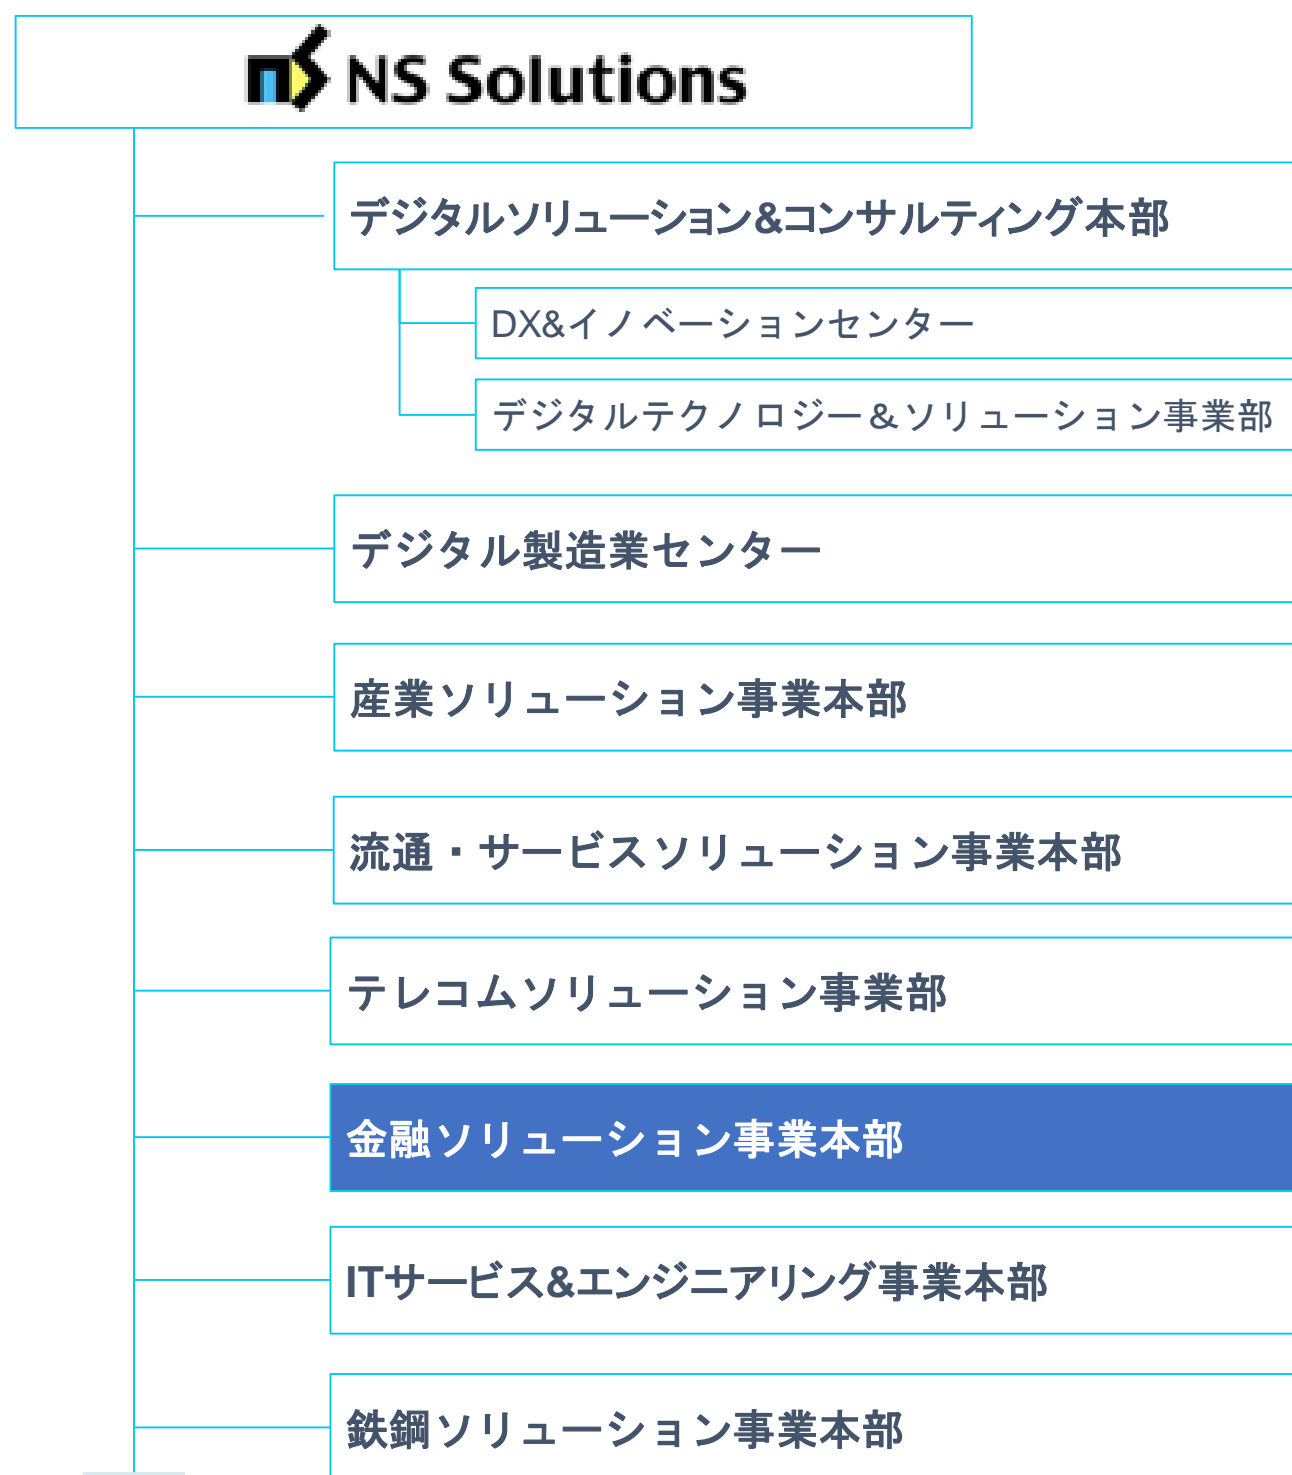 NS Solutions
デジタルソリューション&コンサルティング本部
DX&イノベーションセンター
デジタルテクノロジー＆ソリューション事業部
デジタル製造業センター
産業ソリューション事業本部
流通・サービスソリューション事業本部
テレコムソリューション事業部
金融ソリューション事業本部
ITサービス&エンジニアリング事業本部
鉄鋼ソリューション事業本部